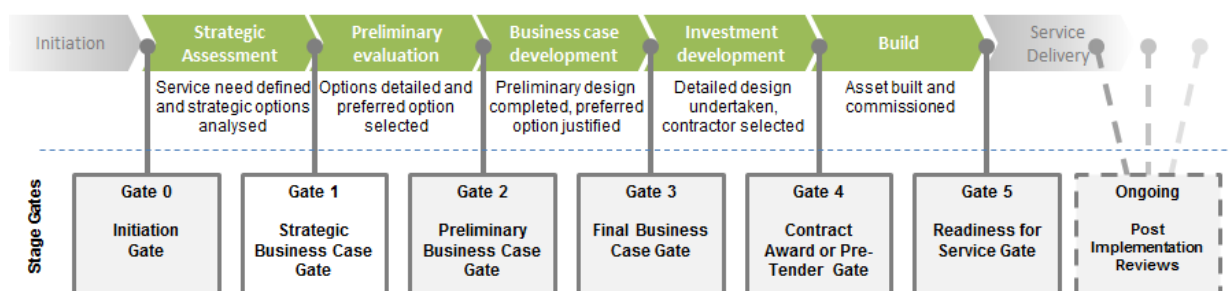 Initiation
Strategic
Assessment
Preliminary
evaluation
Business case
development
Investment
development
Build
Service
Delivery
Service need defined
and strategic options
analysed
Options detailed and
preferred option
selected
Preliminary design
completed, preferred
option justified
Detailed design
undertaken,
contractor selected
Asset built and
commissioned
Stage Gates
Gate 0
Initiation
Gate
Gate 1
Strategic
Business Case
Gate
Gate 2
Preliminary
Business Case
Gate
Gate 3
Final Business
Case Gate
Gate 4
Contract
Award or Pre-
Tender Gate
Gate 5
Readiness for
Service Gate
Ongoing
Post
Implementation
Reviews